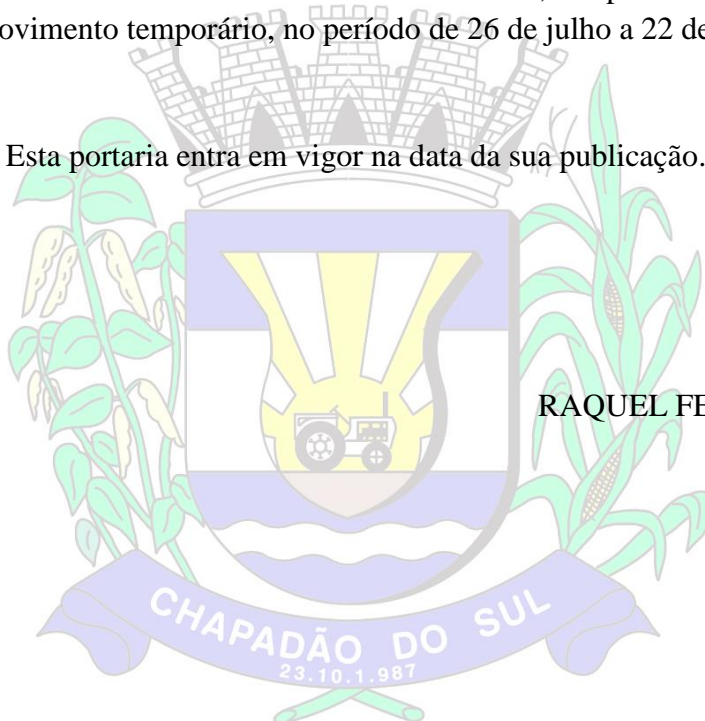 ovimento temporário, no período de 26 de julho a 22 de
Esta portaria entra em vigor na data da sua publicação.
RAQUEL FE
CHAPADÃO DO SUL
23.10.1.987